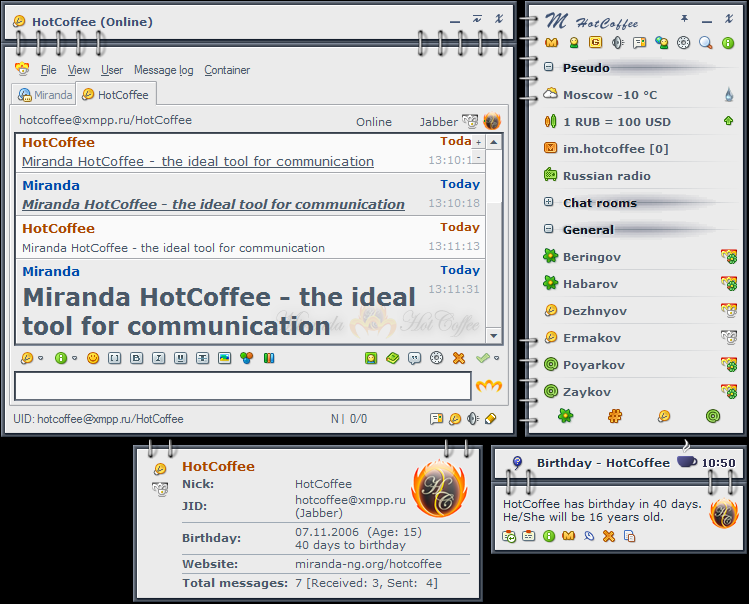 HotCoffee (Online)
File View User Message log Container
Miranda HotCoffee
hotcoffee@xmpp.ru/HotCoffee Online Jabber
HotCoffee Toda
Miranda HotCoffee - the ideal tool for communication 13:10:1
Miranda Today
Miranda HotCoffee - the ideal tool for communication 13:10:18
HotCoffee Today
Miranda HotCoffee - the ideal tool for communication 13:11:13
Miranda Today
Miranda HotCoffee - the ideal 13:11:31
tool for communication
Miranda HotCoffee
UID: hotcoffee@xmpp.ru/HotCoffee N | 0/0
M HotCoffee
Pseudo
Moscow -10 °C
1 RUB = 100 USD
im.hotcoffee [0]
Russian radio
Chat rooms
General
Beringov
Habarov
Dezhnyov
Ermakov
Poyarkov
Zaykov
HotCoffee
Nick: HotCoffee
JID: hotcoffee@xmpp.ru
(Jabber)
Birthday: 07.11.2006 (Age: 15)
40 days to birthday
Website: miranda-ng.org/hotcoffee
Total messages: 7 [Received: 3, Sent: 4]
HC
Birthday - HotCoffee 10:50
HotCoffee has birthday in 40 days.
He/She will be 16 years old.